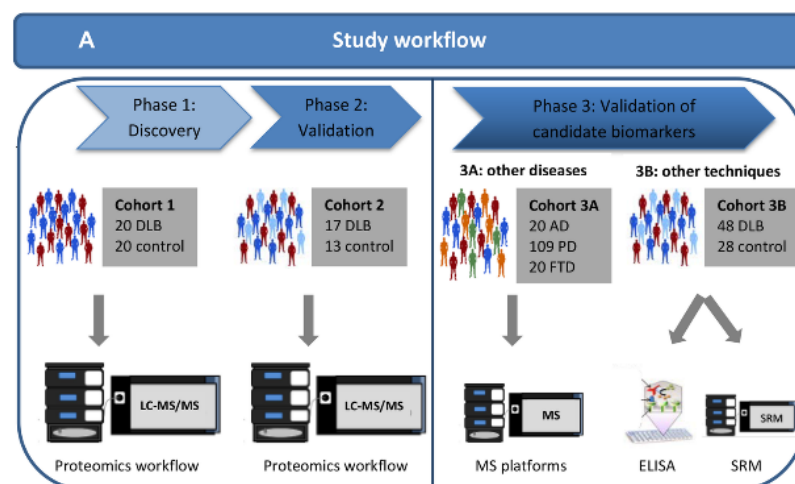 A
Study workflow
Phase 1:
Discovery
Phase 2:
Validation
Phase 3: Validation of
candidate biomarkers
3A: other diseases
3B: other techniques
Cohort 1
20 DLB
20 control
Cohort 2
17 DLB
13 control
Cohort 3A
20 AD
109 PD
20 FTD
Cohort 3B
48 DLB
28 control
LC-MS/MS
LC-MS/MS
MS
SRM
Proteomics workflow
Proteomics workflow
MS platforms
ELISA
SRM